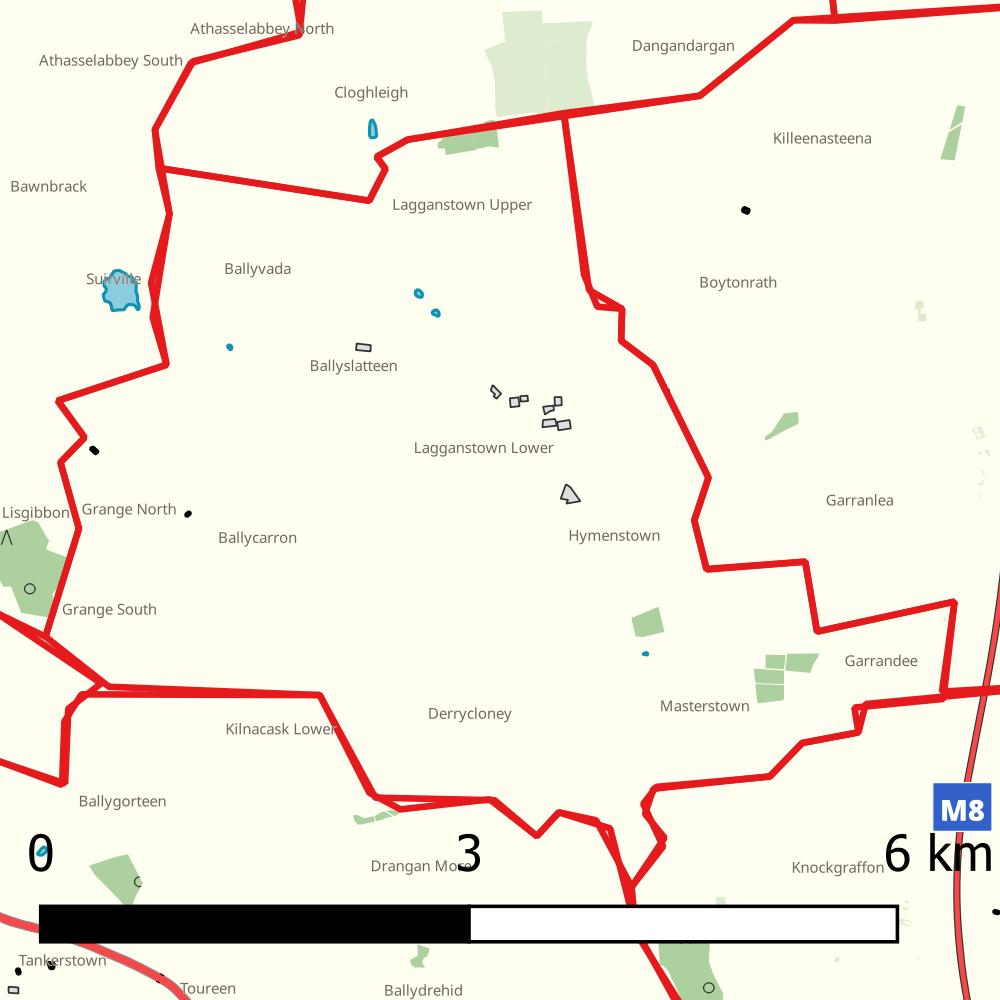 Athasselabbey North
Dangandargan
Athasselabbey South
Cloghleigh
Killeenasteena
Bawnbrack
Lagganstown Upper
Ballyvada
Suirville
Boytonrath
Ballyslatteen
Lagganstown Lower
Garranlea
Lisgibbon
Grange North
Ballycarron
Hymenstown
Grange South
Garrandee
Masterstown
Derrycloney
Kilnacask Lower
Ballygorteen
M8
0
3
6 km
Drangan More
Knockgraffon
Tankerstown
Toureen
Ballydrehid